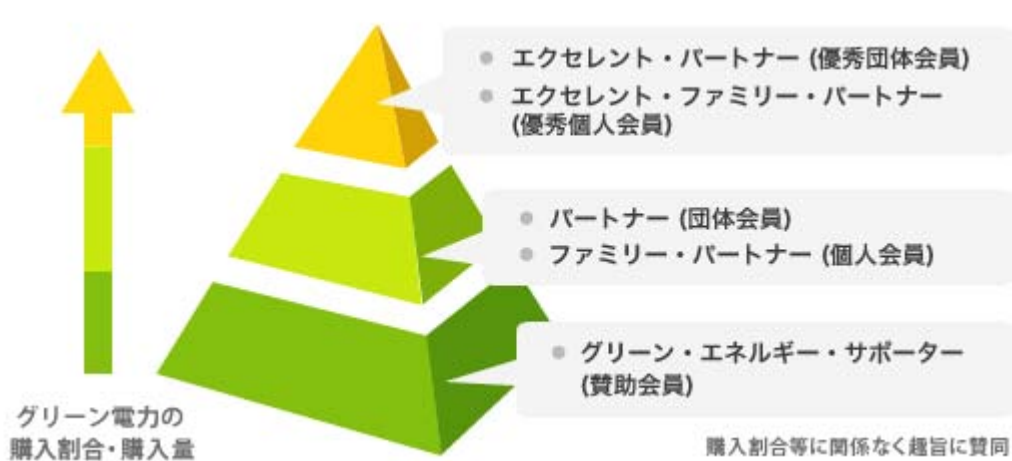 エクセレント・パートナー (優秀団体会員)
エクセレント・ファミリー・パートナー
(優秀個人会員)
パートナー (団体会員)
ファミリー・パートナー (個人会員)
グリーン・エネルギー・サポーター
(賛助会員)
グリーン電力の
購入割合・購入量
購入割合等に関係なく趣旨に賛同